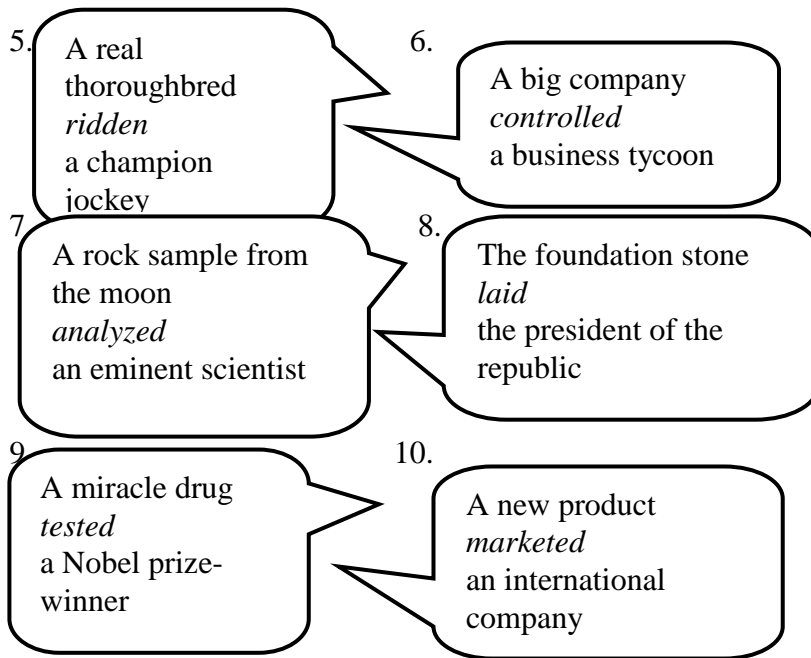 5.
A real
thoroughbred
ridden
a champion
jockey
6.
A big company
controlled
a business tycoon
7
A rock sample from
the moon
analyzed
an eminent scientist
8.
The foundation stone
laid
the president of the
republic
9
A miracle drug
tested
a Nobel prize-
winner
10.
A new product
marketed
an international
company